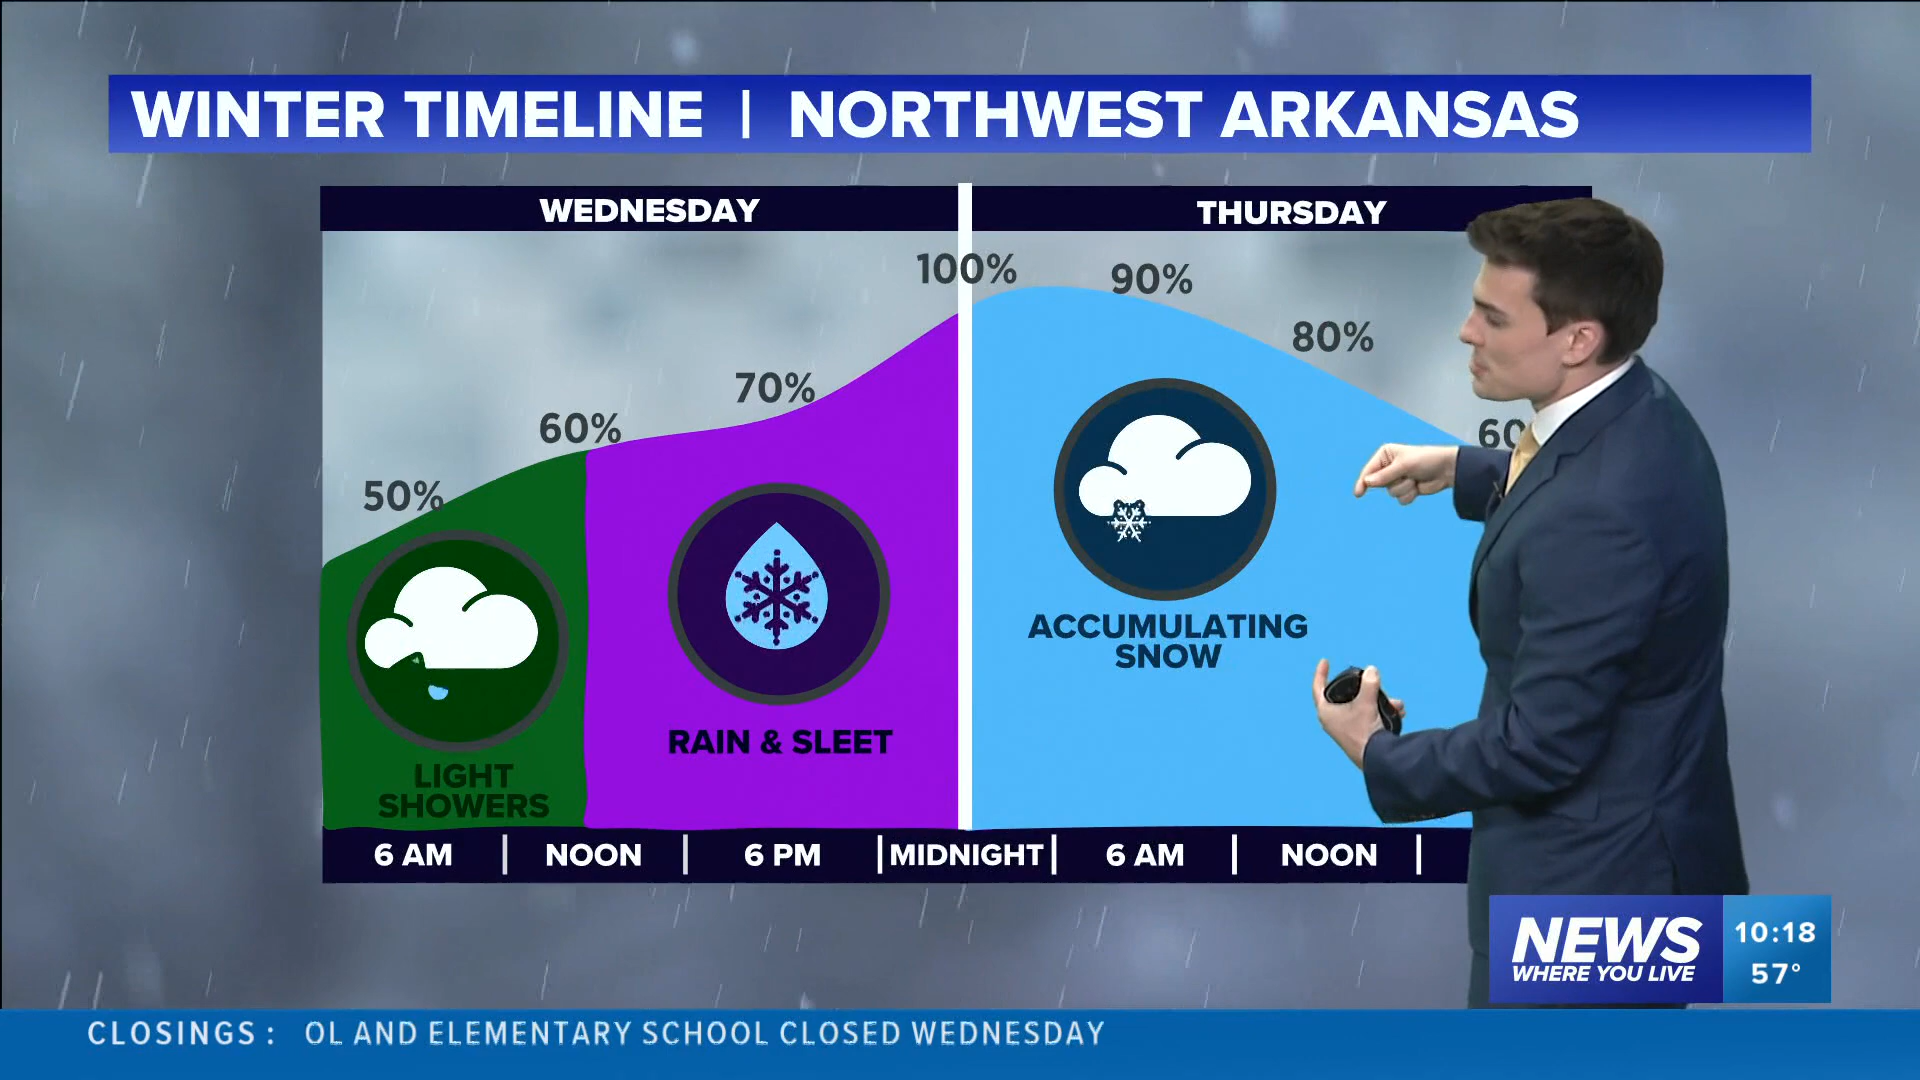 WINTER TIMELINE | NORTHWEST ARKANSAS
WEDNESDAY
THURSDAY
100%
90%
80%
70%
60%
60
50%
ACCUMULATING
SNOW
RAIN & SLEET
LIGHT
SHOWERS
6 AM | NOON | 6 PM | MIDNIGHT | 6 AM | NOON |
NEWS
WHERE YOU LIVE
10:18
57°
CLOSINGS : OL AND ELEMENTARY SCHOOL CLOSED WEDNESDAY